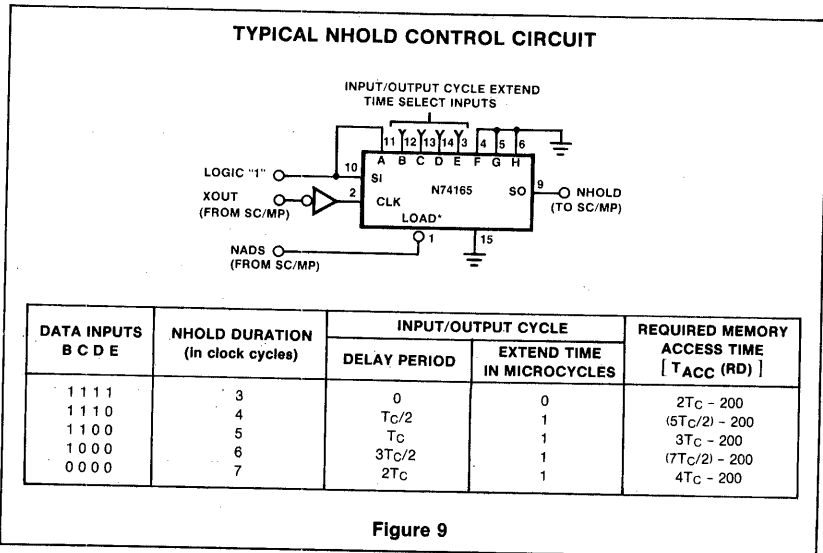 TYPICAL NHOLD CONTROL CIRCUIT
INPUT/OUTPUT CYCLE EXTEND
TIME SELECT INPUTS
11 12 13 14 3 4 5 6
A B C D E F G H
LOGIC "1" 10 SI
N74165
SO 9 NHOLD
(TO SC/MP)
XOUT 2 CLK
(FROM SC/MP)
LOAD*
1 15
NADS
(FROM SC/MP)
DATA INPUTS
B C D E
NHOLD DURATION
(in clock cycles)
INPUT/OUTPUT CYCLE
DELAY PERIOD
EXTEND TIME
IN MICROCYCLES
REQUIRED MEMORY
ACCESS TIME
[ TACC (RD) ]
1 1 1 1 3 0 0 2TC - 200
1 1 1 0 4 TC/2 1 (5TC/2) - 200
1 1 0 0 5 TC 1 3TC - 200
1 0 0 0 6 3TC/2 1 (7TC/2) - 200
0 0 0 0 7 2TC 1 4TC - 200
Figure 9